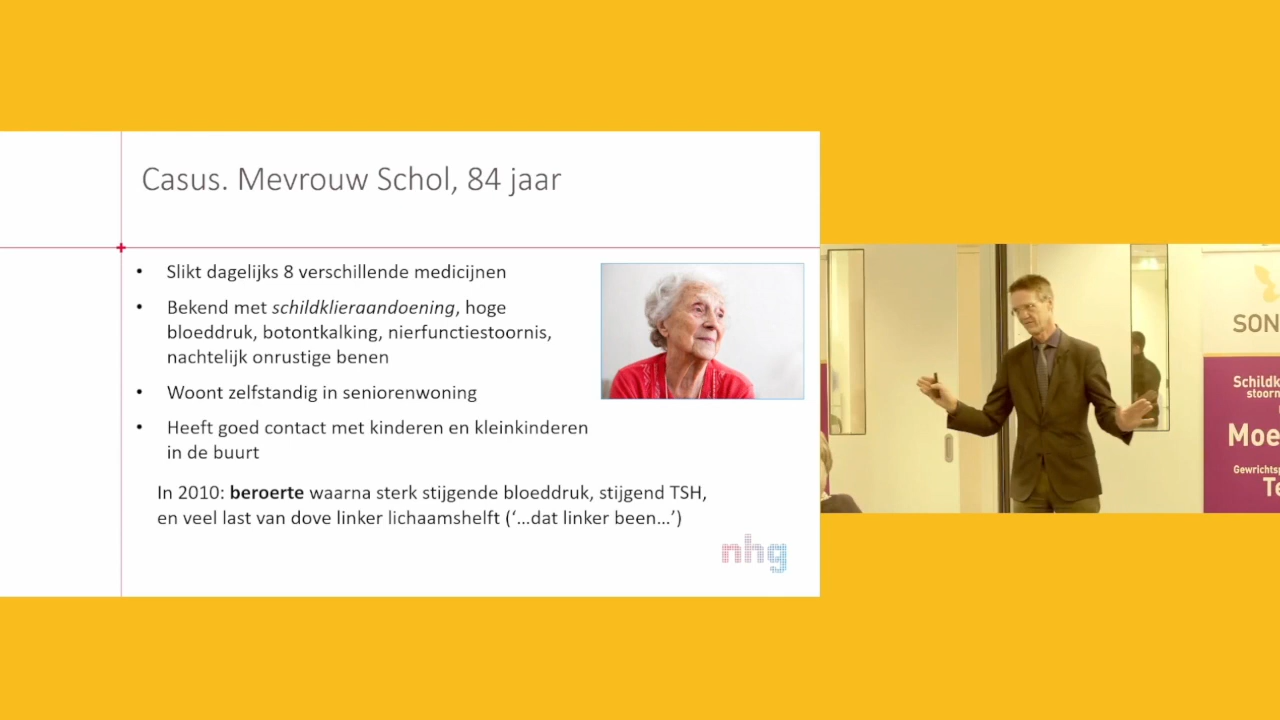 Casus. Mevrouw Schol, 84 jaar
• Slikt dagelijks 8 verschillende medicijnen
• Bekend met schildklieraandoening, hoge
bloeddruk, botontkalking, nierfunctiestoornis,
nachtelijk onrustige benen
• Woont zelfstandig in seniorenwoning
• Heeft goed contact met kinderen en kleinkinderen
in de buurt
In 2010: beroerte waarna sterk stijgende bloeddruk, stijgend TSH,
en veel last van dove linker lichaamshelft (‘...dat linker been...’)
nhg
SON
Schildk
stoorn
Moe
Gewrichtsp
Te